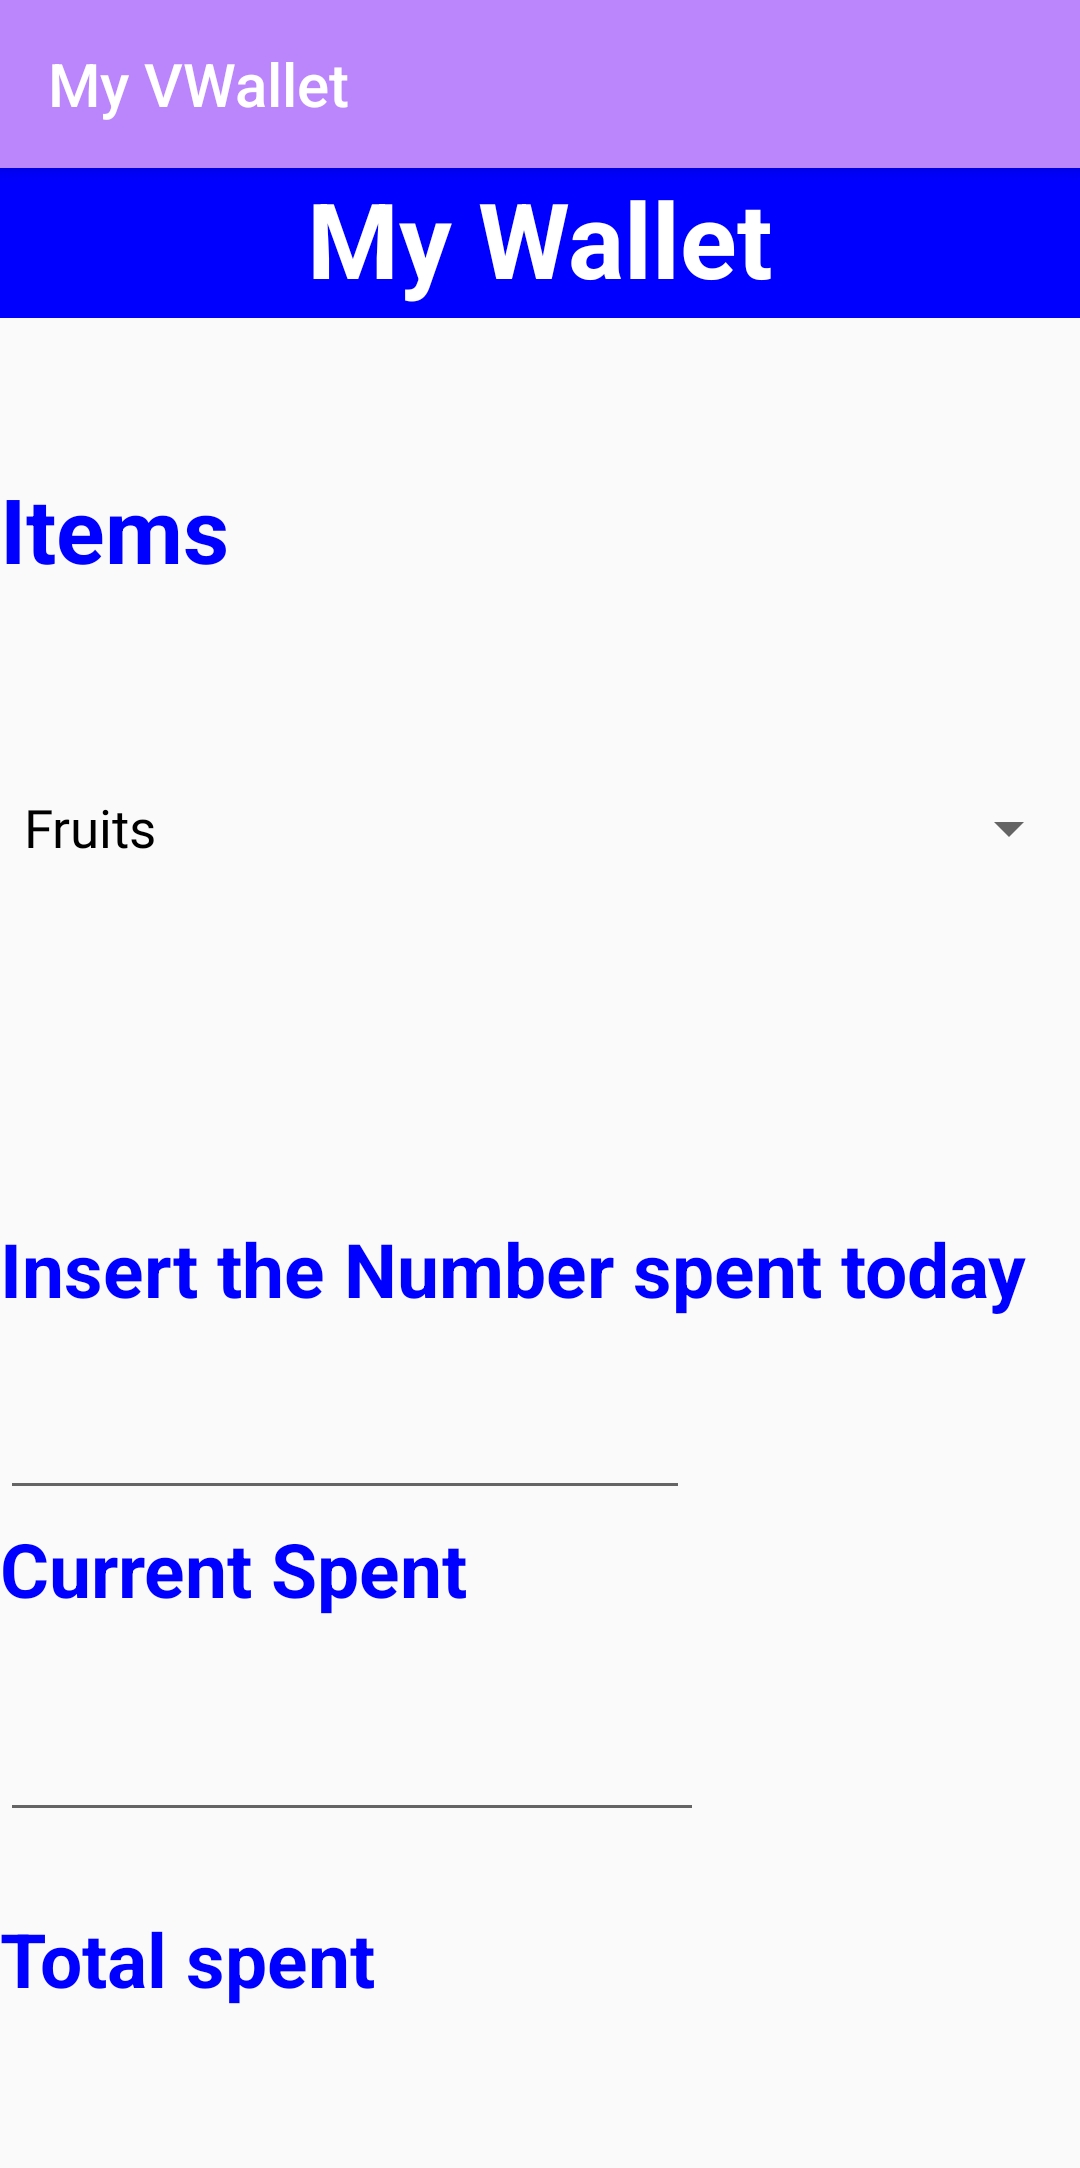 My VWallet
My Wallet
Items
Fruits
Insert the Number spent today
Current Spent
Total spent